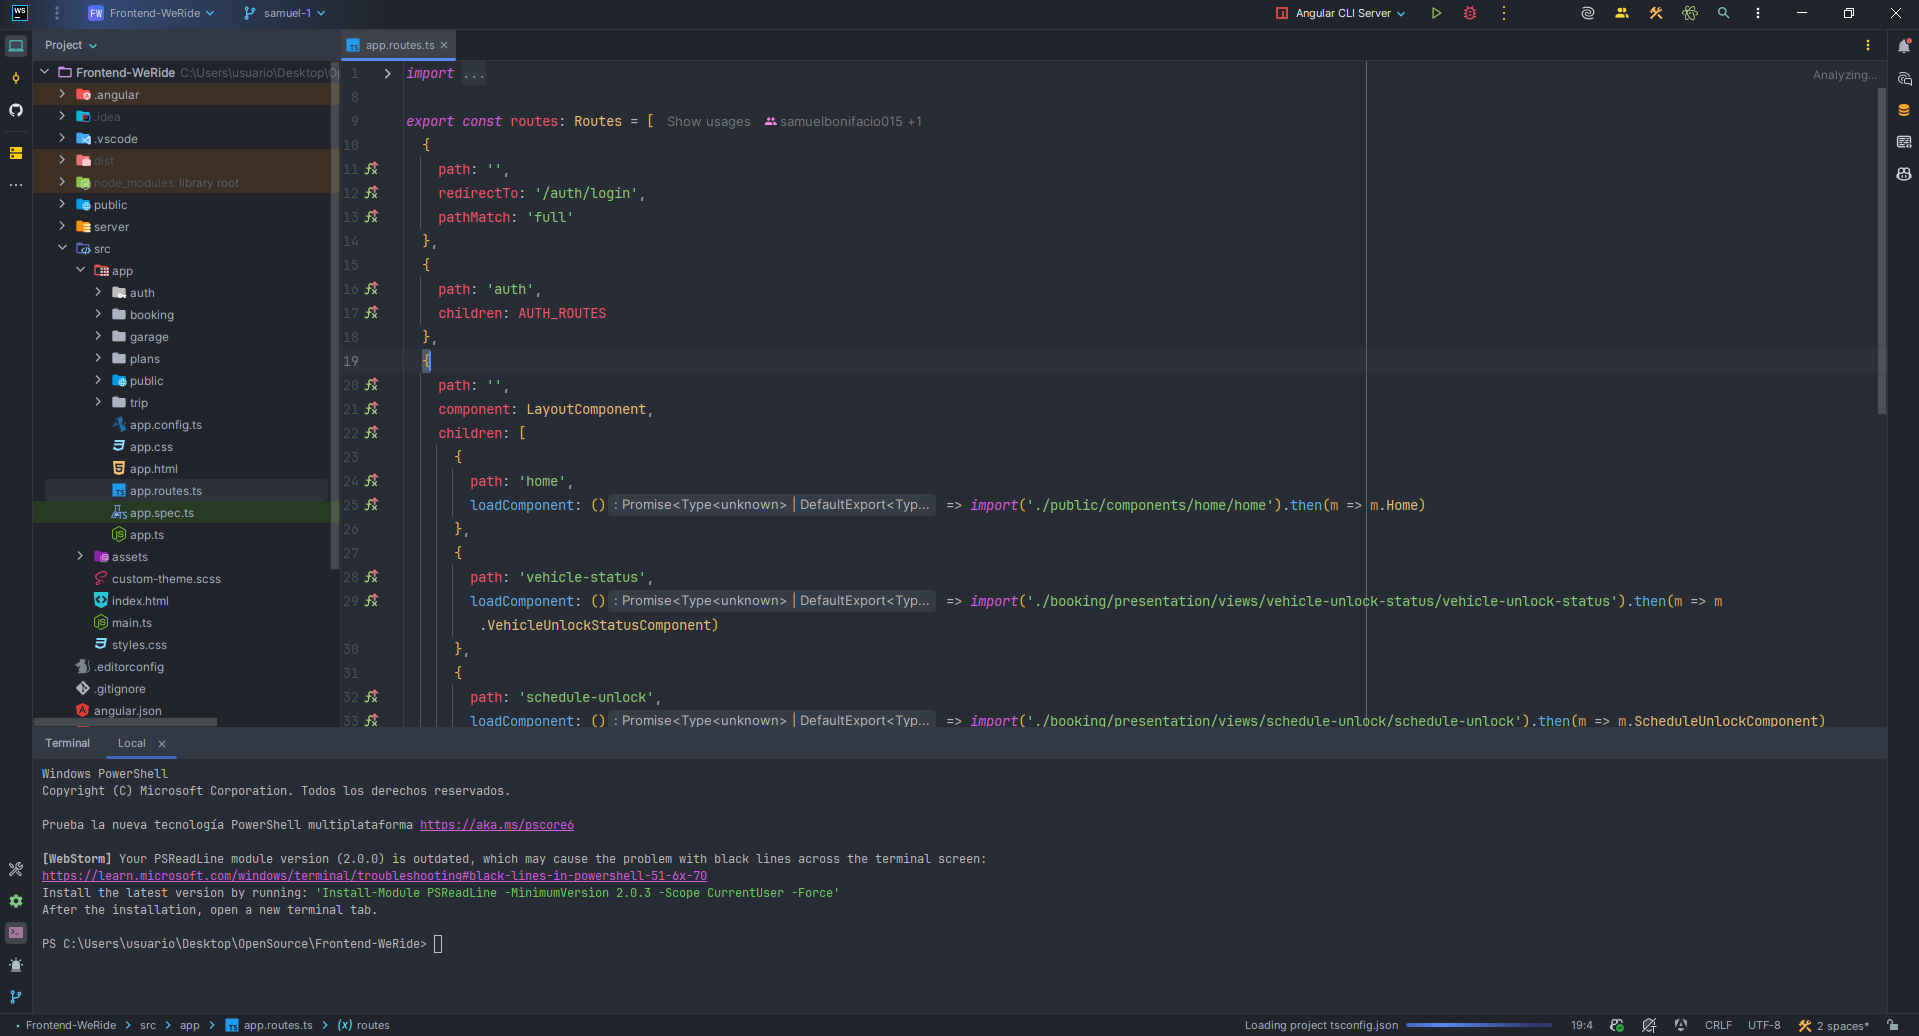 WS
FW Frontend-WeRide samuel-1 Angular CLI Server
Project
app.routes.ts
Frontend-WeRide C:\Users\usuario\Desktop\O
.angular
.idea
.vscode
dist
node_modules library root
public
server
src
app
auth
booking
garage
plans
public
trip
app.config.ts
app.css
app.html
app.routes.ts
app.spec.ts
app.ts
assets
custom-theme.scss
index.html
main.ts
styles.css
.editorconfig
.gitignore
angular.json
Analyzing...
1 import ...
8
9 export const routes: Routes = [ Show usages samuelbonifacio015 +1
10 {
11 path: '',
12 redirectTo: '/auth/login',
13 pathMatch: 'full'
14 },
15 {
16 path: 'auth',
17 children: AUTH_ROUTES
18 },
19 {
20 path: '',
21 component: LayoutComponent,
22 children: [
23 {
24 path: 'home',
25 loadComponent: () : Promise<Type<unknown> | DefaultExport<Typ... => import('./public/components/home/home').then(m => m.Home)
26 },
27 {
28 path: 'vehicle-status',
29 loadComponent: () : Promise<Type<unknown> | DefaultExport<Typ... => import('./booking/presentation/views/vehicle-unlock-status/vehicle-unlock-status').then(m => m
.VehicleUnlockStatusComponent)
30 },
31 {
32 path: 'schedule-unlock',
33 loadComponent: () : Promise<Type<unknown> | DefaultExport<Typ... => import('./booking/presentation/views/schedule-unlock/schedule-unlock').then(m => m.ScheduleUnlockComponent)
Terminal Local
Windows PowerShell
Copyright (C) Microsoft Corporation. Todos los derechos reservados.
Prueba la nueva tecnología PowerShell multiplataforma https://aka.ms/pscore6
[WebStorm] Your PSReadLine module version (2.0.0) is outdated, which may cause the problem with black lines across the terminal screen:
https://learn.microsoft.com/windows/terminal/troubleshooting#black-lines-in-powershell-51-6x-70
Install the latest version by running: 'Install-Module PSReadLine -MinimumVersion 2.0.3 -Scope CurrentUser -Force'
After the installation, open a new terminal tab.
PS C:\Users\usuario\Desktop\OpenSource\Frontend-WeRide>
Frontend-WeRide > src > app > app.routes.ts > (x) routes Loading project tsconfig.json 19:4 CRLF UTF-8 2 spaces*